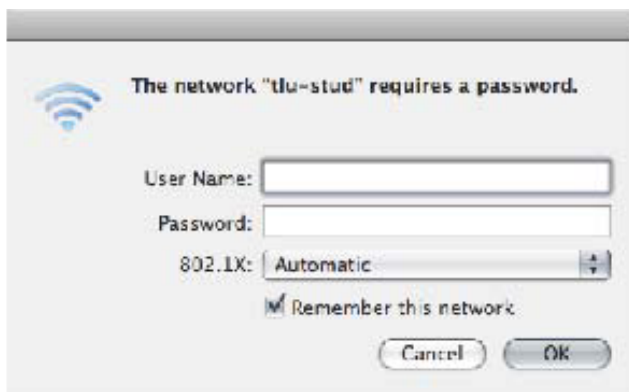 The network "tlu-stud" requires a password.
User Name:
Password:
802.1X: Automatic
Remember this network
Cancel OK